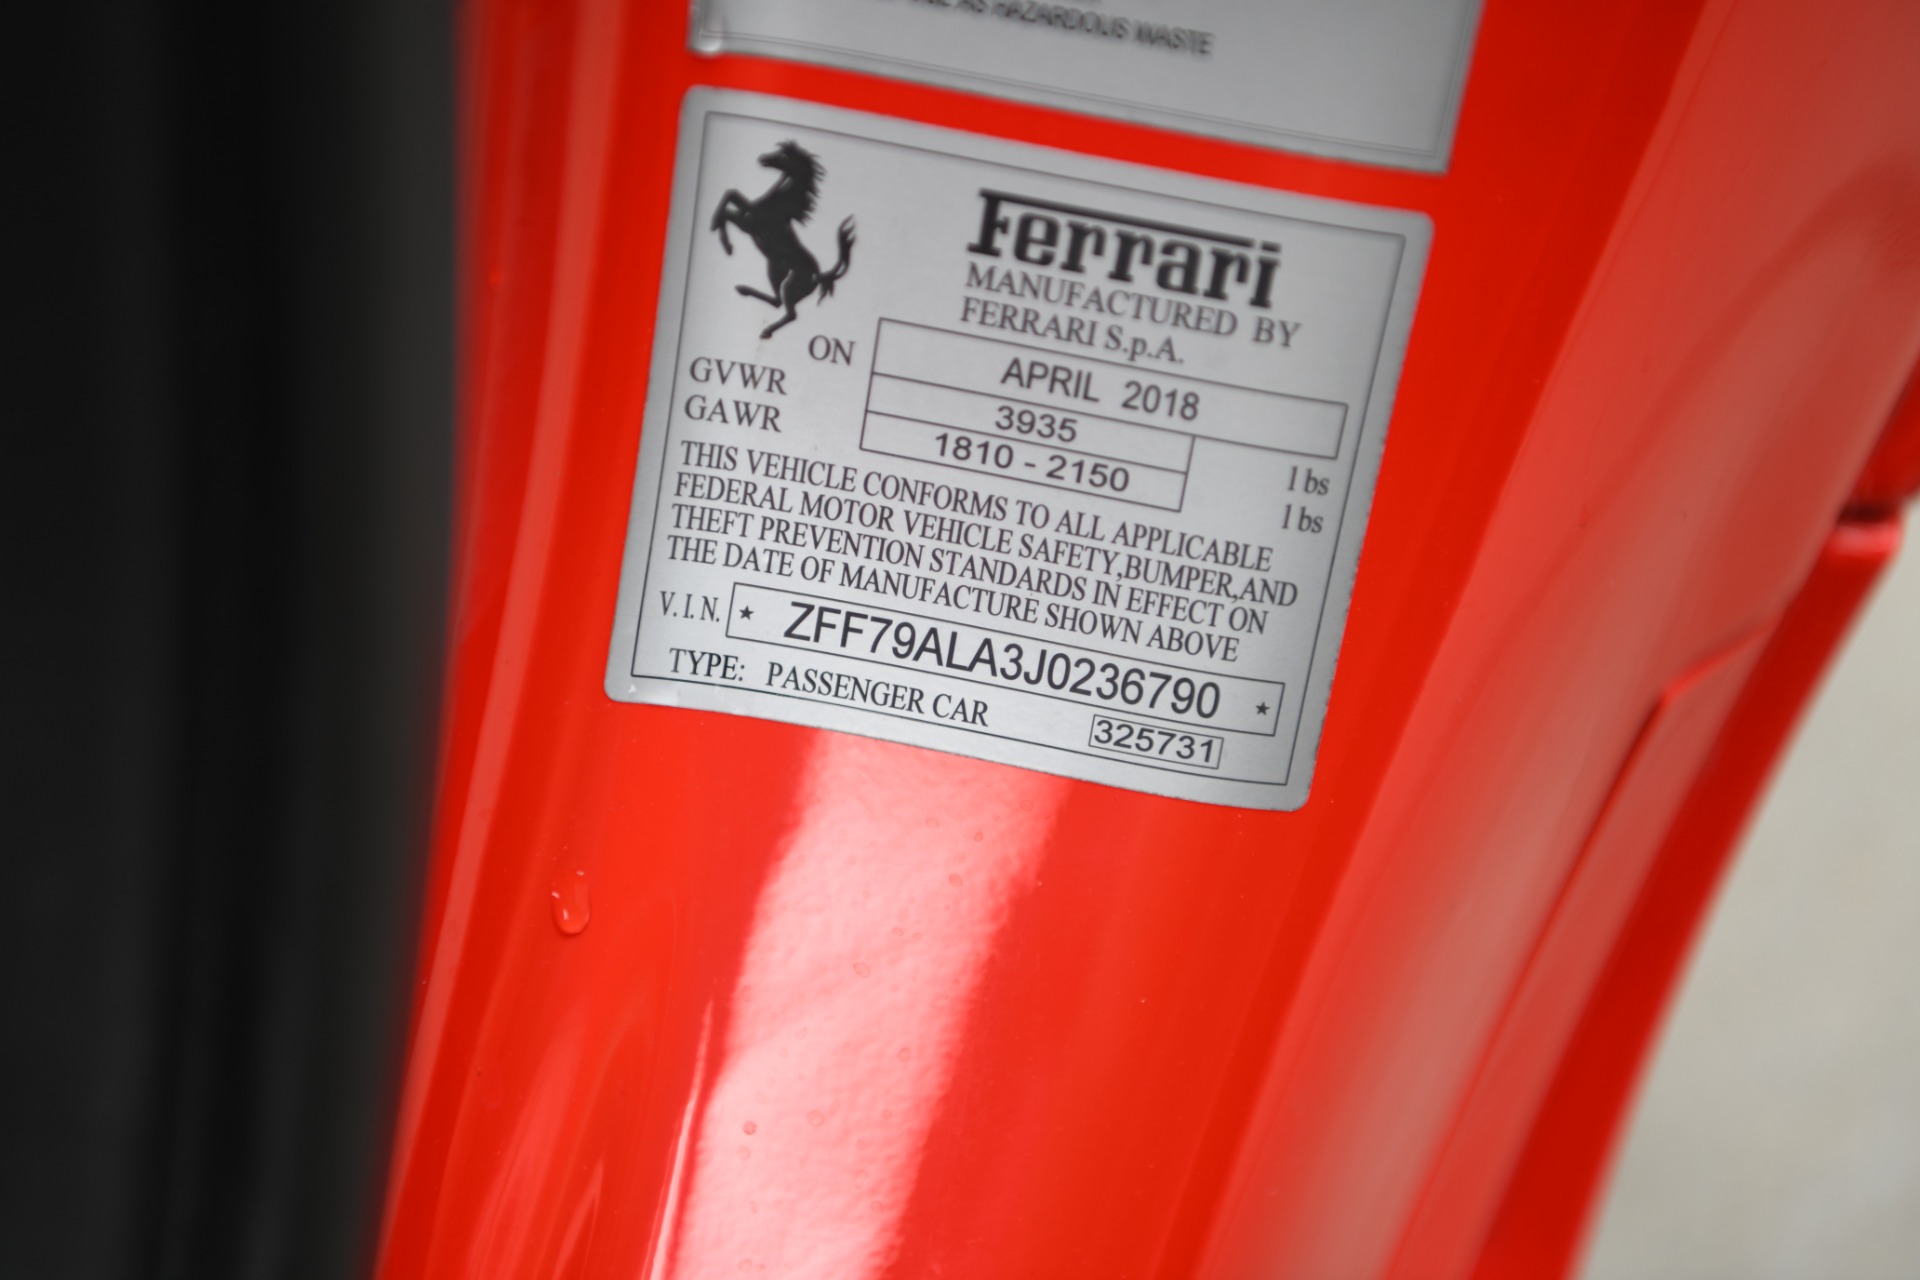 AS HAZARDOUS WASTE
Ferrari
MANUFACTURED BY
FERRARI S.p.A.
ON APRIL 2018
GVWR 3935 lbs
GAWR 1810 - 2150 lbs
THIS VEHICLE CONFORMS TO ALL APPLICABLE
FEDERAL MOTOR VEHICLE SAFETY,BUMPER,AND
THEFT PREVENTION STANDARDS IN EFFECT ON
THE DATE OF MANUFACTURE SHOWN ABOVE
V.I.N. ★ ZFF79ALA3J0236790 ★
TYPE: PASSENGER CAR 325731